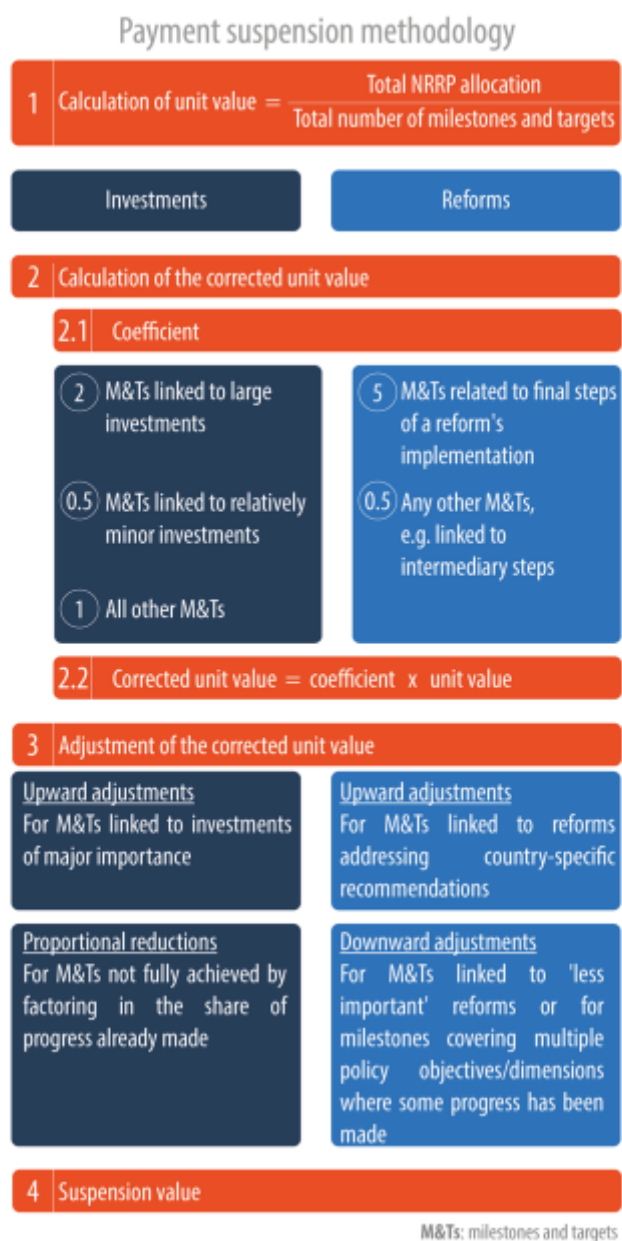 Payment suspension methodology
1 Calculation of unit value = Total NRRP allocation
Total number of milestones and targets
Investments
Reforms
2 Calculation of the corrected unit value
2.1 Coefficient
2 M&Ts linked to large
investments
0.5 M&Ts linked to relatively
minor investments
1 All other M&Ts
5 M&Ts related to final steps
of a reform's
implementation
0.5 Any other M&Ts,
e.g. linked to
intermediary steps
2.2 Corrected unit value = coefficient x unit value
3 Adjustment of the corrected unit value
Upward adjustments
For M&Ts linked to investments
of major importance
Upward adjustments
For M&Ts linked to reforms
addressing country-specific
recommendations
Proportional reductions
For M&Ts not fully achieved by
factoring in the share of
progress already made
Downward adjustments
For M&Ts linked to 'less
important' reforms or for
milestones covering multiple
policy objectives/dimensions
where some progress has been
made
4 Suspension value
M&Ts: milestones and targets